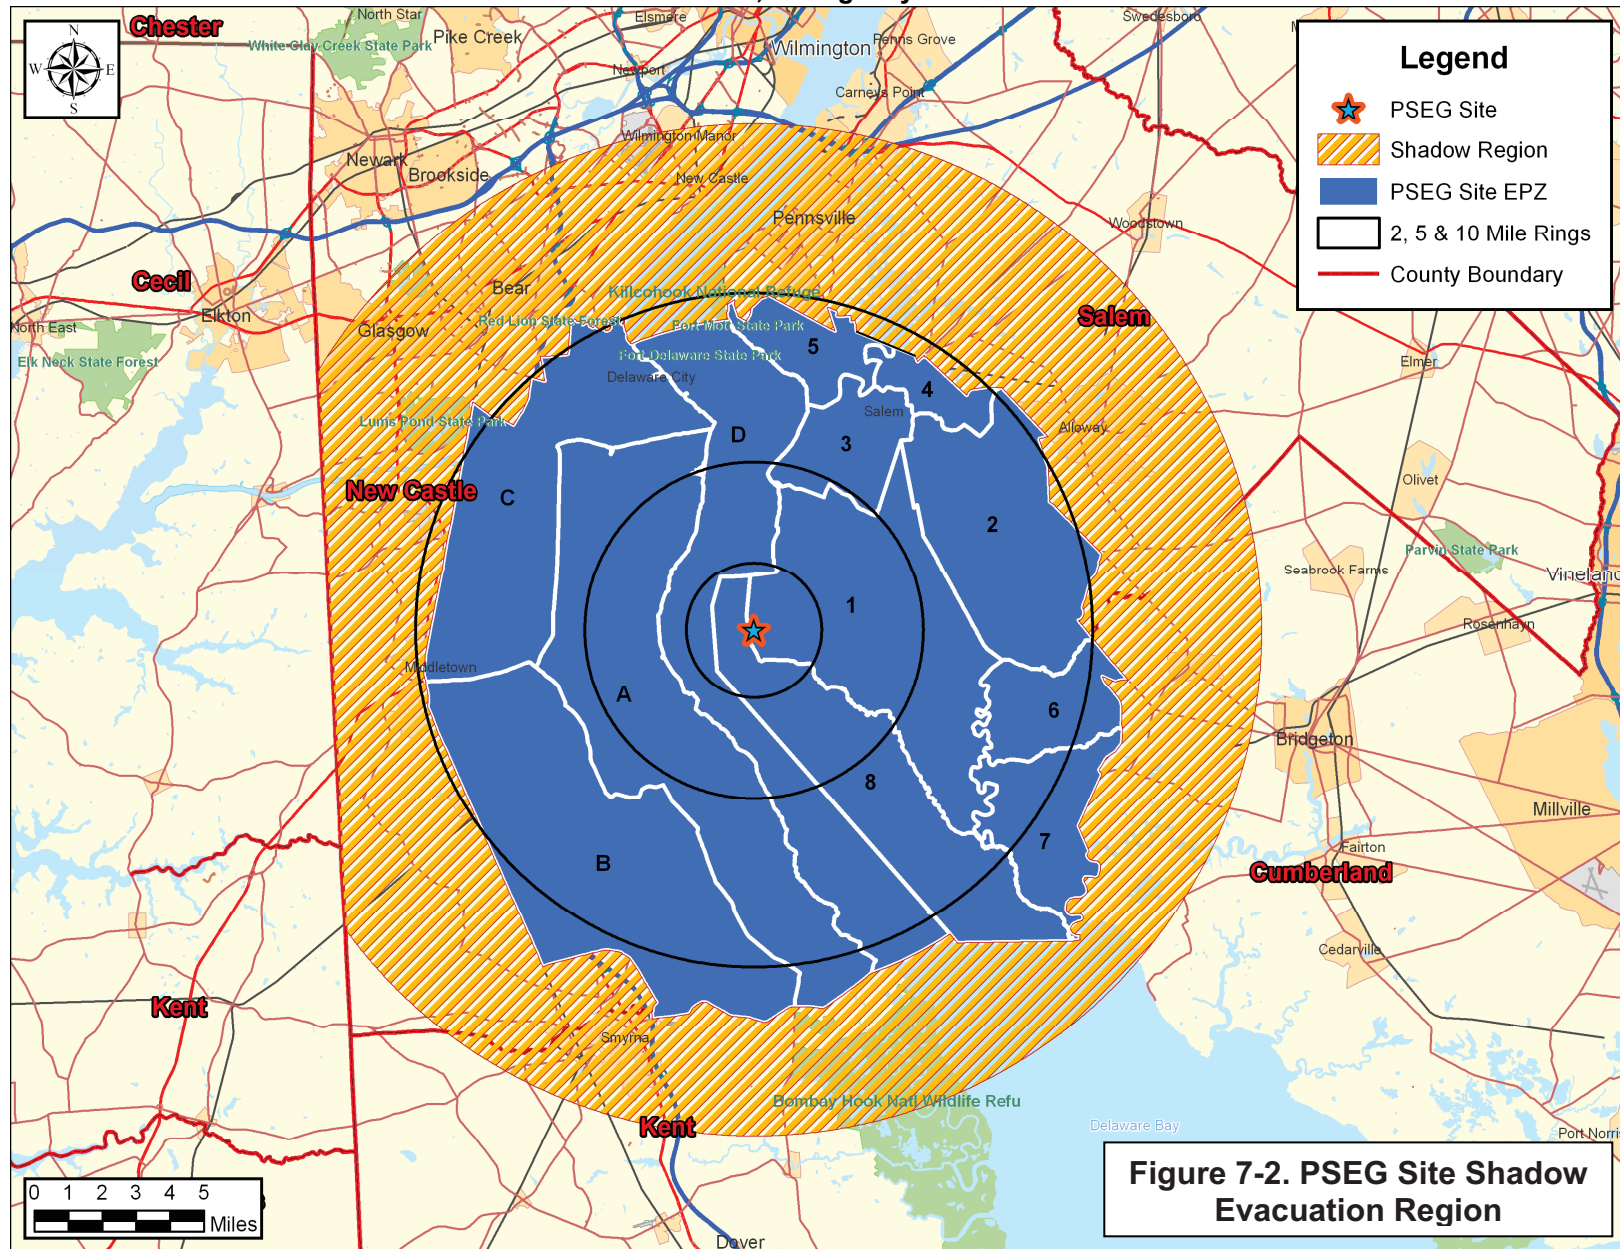 Chester
North Star
White Clay Creek State Park
Pike Creek
Elsmere
Wilmington
Penns Grove
Swedesboro
N
W E
S
Newport
Carneys Point
Wilmington Manor
Newark
Brookside
New Castle
Pennsville
Woodstown
Legend
PSEG Site
Shadow Region
PSEG Site EPZ
2, 5 & 10 Mile Rings
County Boundary
Cecil
Elkton
North East
Elk Neck State Forest
Bear
Glasgow
Killcohook National Refuge
Red Lion State Forest
Fort Mott State Park
Fort Delaware State Park
Delaware City
Salem
Elmer
5
4
Salem
Alloway
Lums Pond State Park
D
3
New Castle
C
2
Olivet
Parvin State Park
Seabrook Farms
Vineland
Rosenhayn
1
Middletown
A
6
Bridgeton
8
Millville
7
B
Fairton
Cumberland
Cedarville
Kent
Smyrna
Bombay Hook Natl Wildlife Refu
Kent
Delaware Bay
Port Norri
Dover
0 1 2 3 4 5
Miles
Figure 7-2. PSEG Site Shadow
Evacuation Region